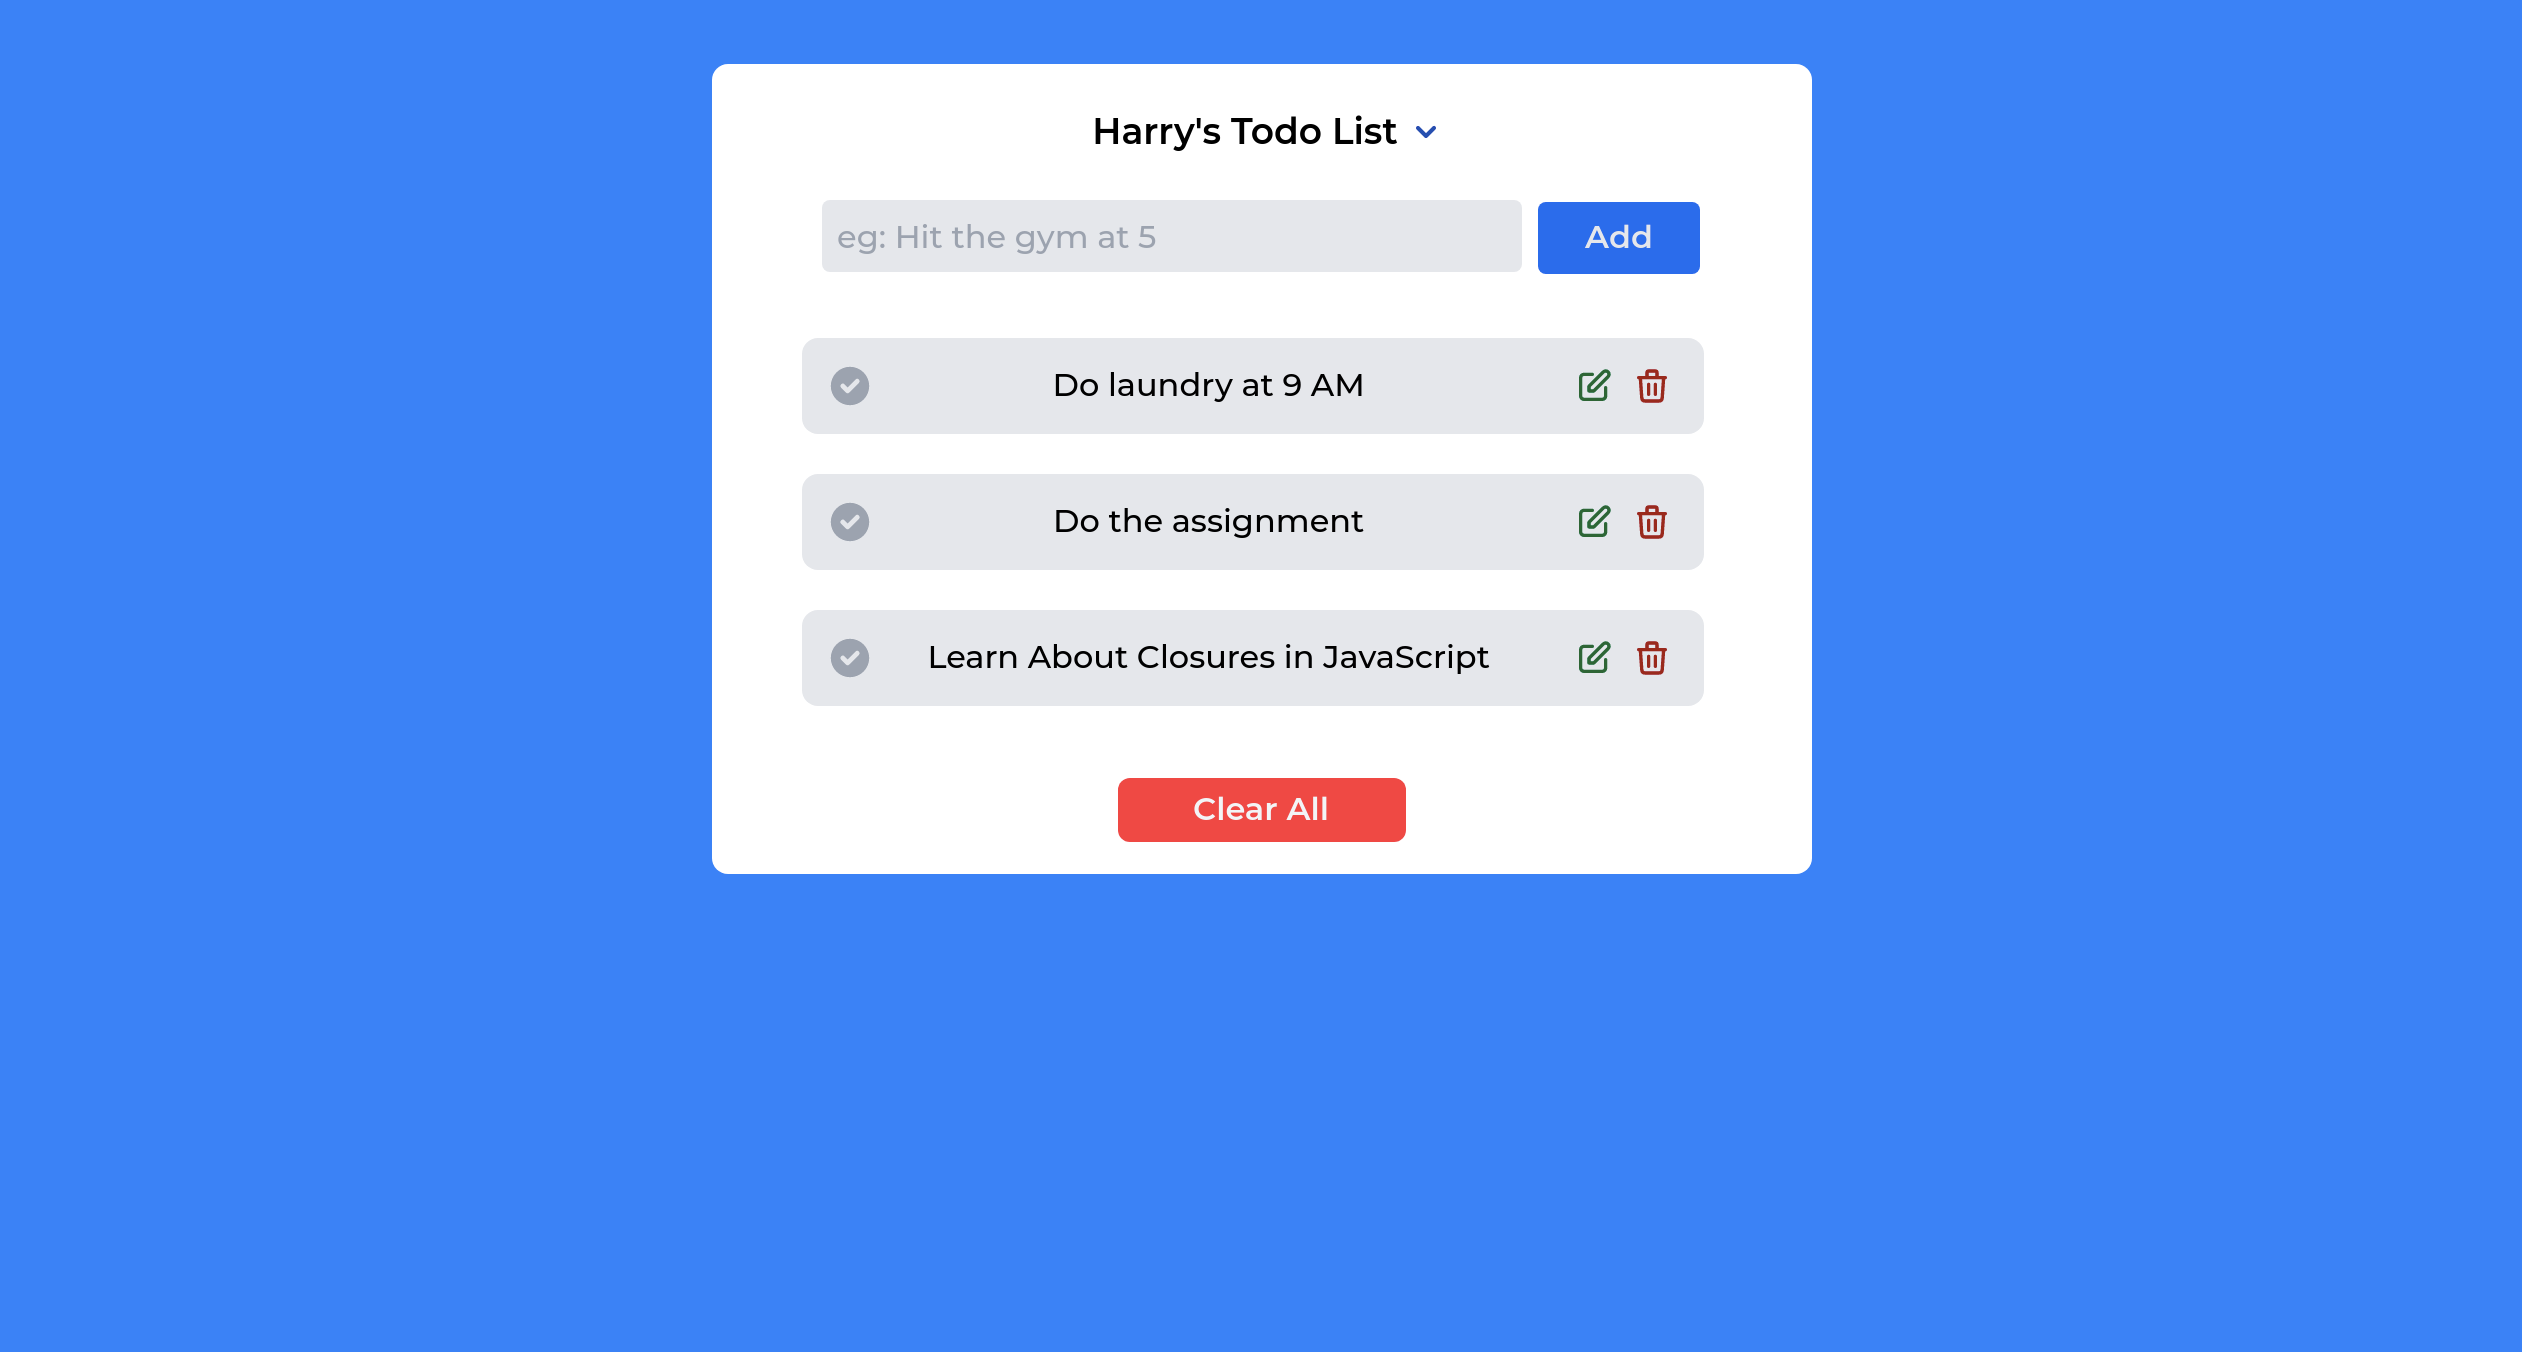 Harry's Todo List
eg: Hit the gym at 5
Add
Do laundry at 9 AM
Do the assignment
Learn About Closures in JavaScript
Clear All